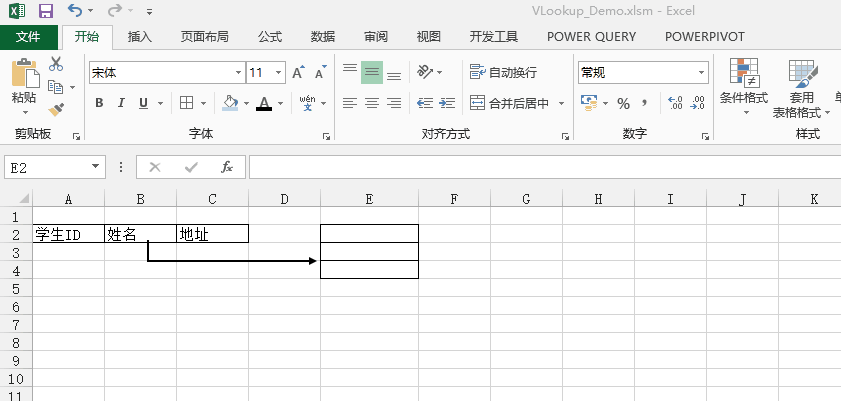 VLookup_Demo.xlsm - Excel
文件 开始 插入 页面布局 公式 数据 审阅 视图 开发工具 POWER QUERY POWERPIVOT
粘贴
宋体 11 A A
B I U A wén 文
自动换行
合并后居中
常规
% , .0 .00 .00 .0
条件格式
套用
表格格式
剪贴板 字体 对齐方式 数字 样式
E2 fx
A B C D E F G H I J K
1
2 学生ID 姓名 地址
3
4
5
6
7
8
9
10
11